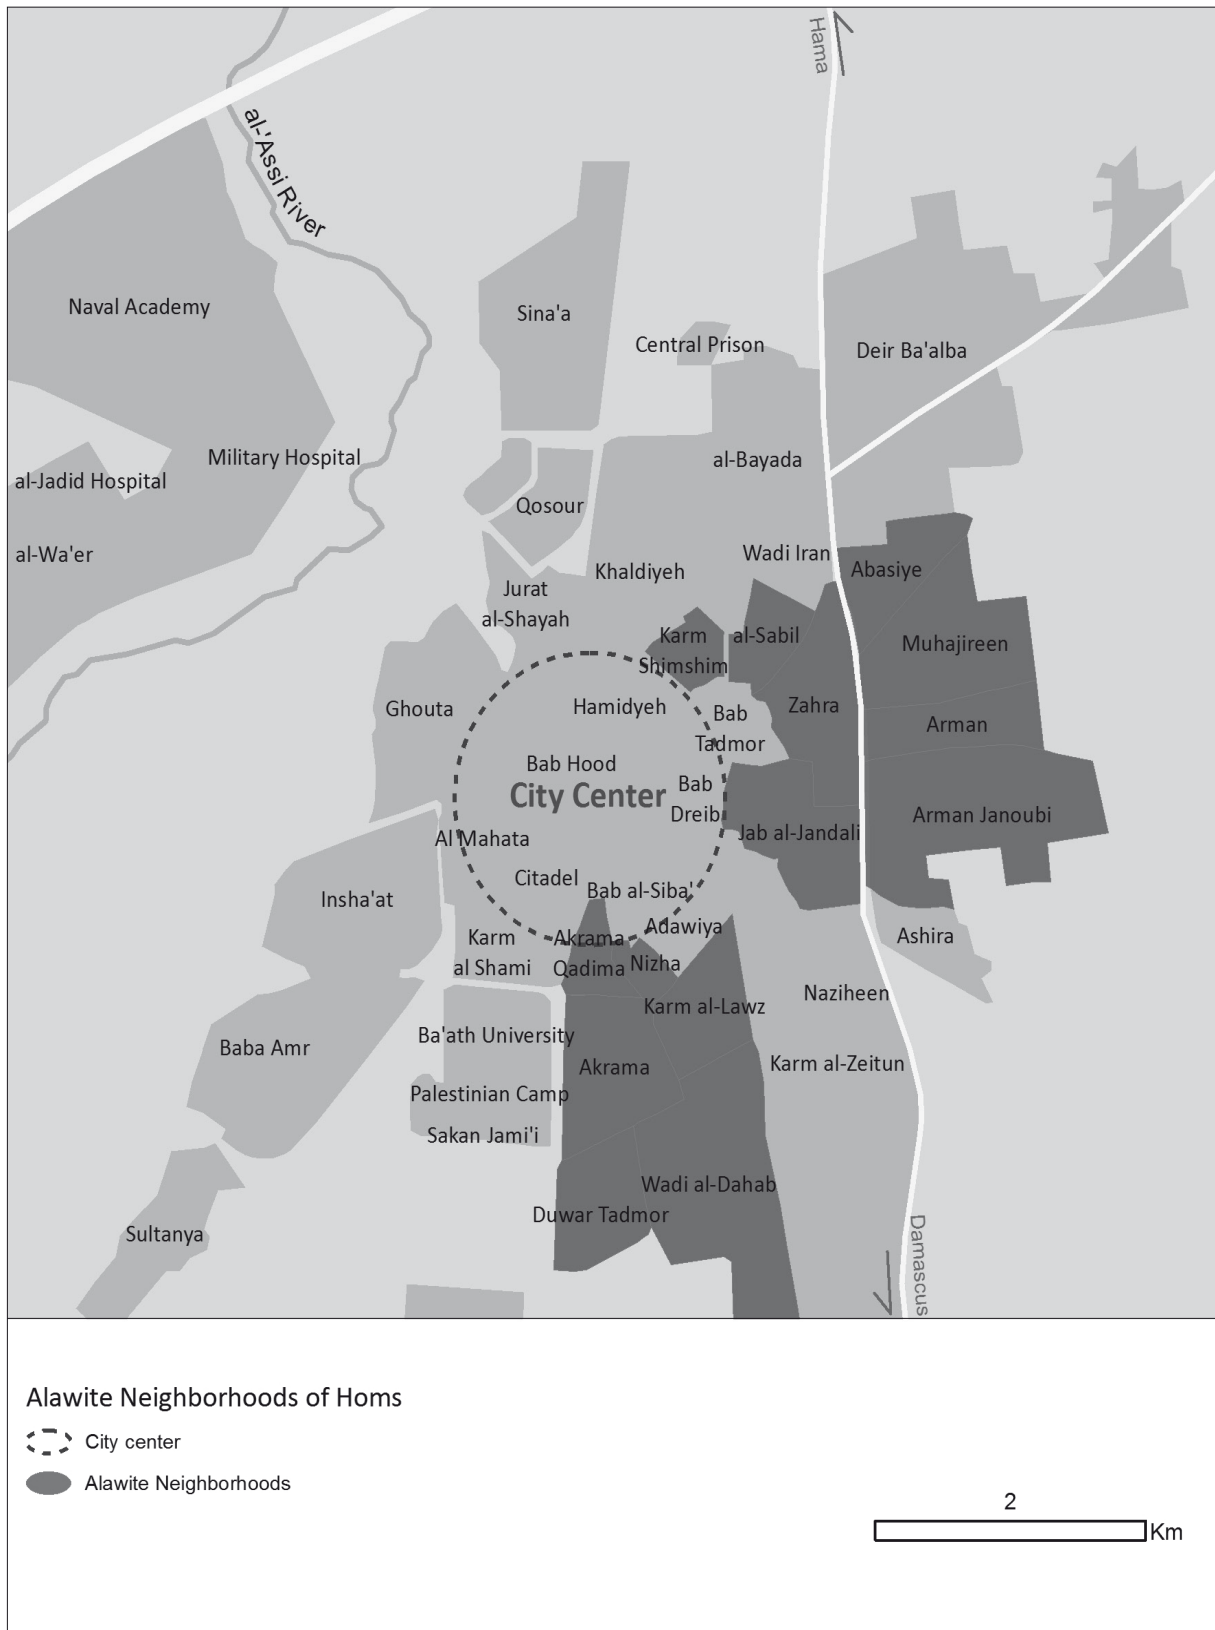 Hama
al-'Assi River
Naval Academy
Sina'a
Central Prison
Deir Ba'alba
Military Hospital
al-Bayada
al-Jadid Hospital
Qosour
al-Wa'er
Wadi Iran
Khaldiyeh
Abasiye
Jurat
al-Shayah
Karm
Shimshim
al-Sabil
Muhajireen
Ghouta
Hamidyeh
Bab
Tadmor
Zahra
Arman
Bab Hood
City Center
Bab
Dreib
Arman Janoubi
Al Mahata
Jab al-Jandali
Citadel
Bab al-Siba'
Insha'at
Adawiya
Ashira
Karm
al Shami
Akrama
Qadima
Nizha
Karm al-Lawz
Naziheen
Ba'ath University
Baba Amr
Akrama
Karm al-Zeitun
Palestinian Camp
Sakan Jami'i
Wadi al-Dahab
Duwar Tadmor
Sultanya
Damascus
Alawite Neighborhoods of Homs
City center
Alawite Neighborhoods
2
Km